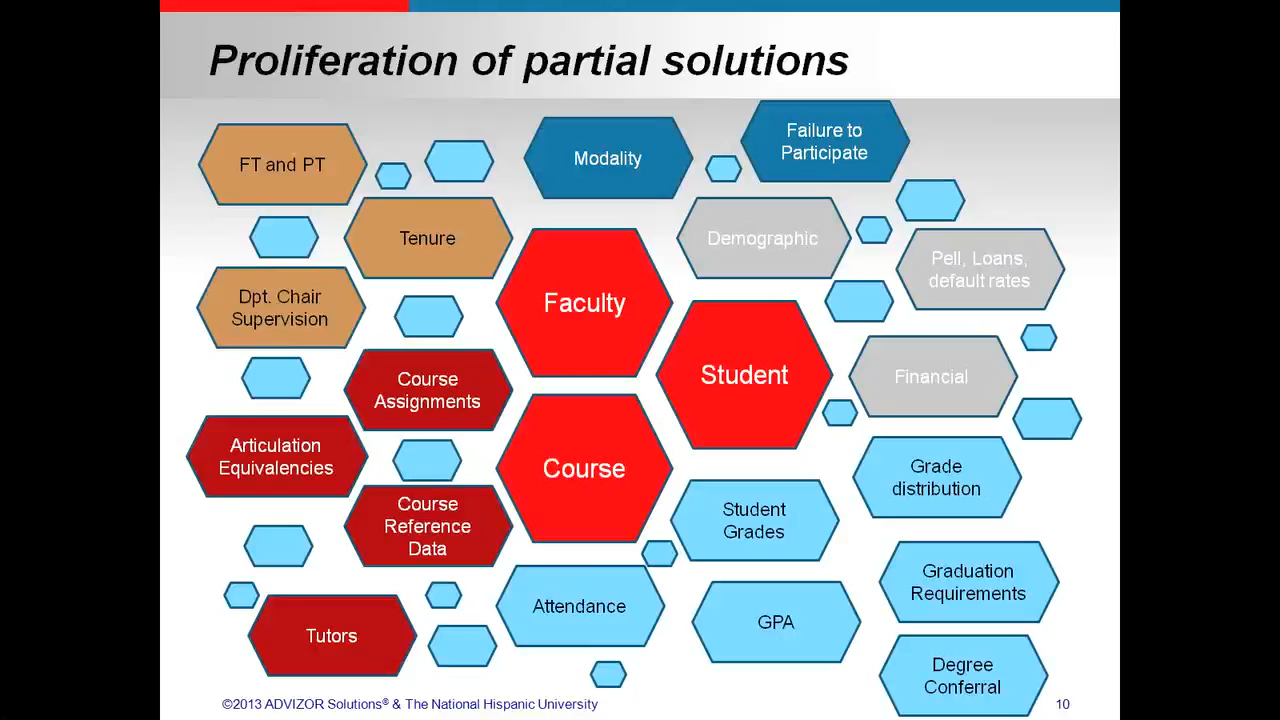 Proliferation of partial solutions
FT and PT
Modality
Failure to
Participate
Tenure
Demographic
Pell, Loans,
default rates
Dpt. Chair
Supervision
Faculty
Student
Financial
Course
Assignments
Articulation
Equivalencies
Course
Grade
distribution
Course
Reference
Data
Student
Grades
Graduation
Requirements
Attendance
GPA
Tutors
Degree
Conferral
©2013 ADVIZOR Solutions® & The National Hispanic University
10